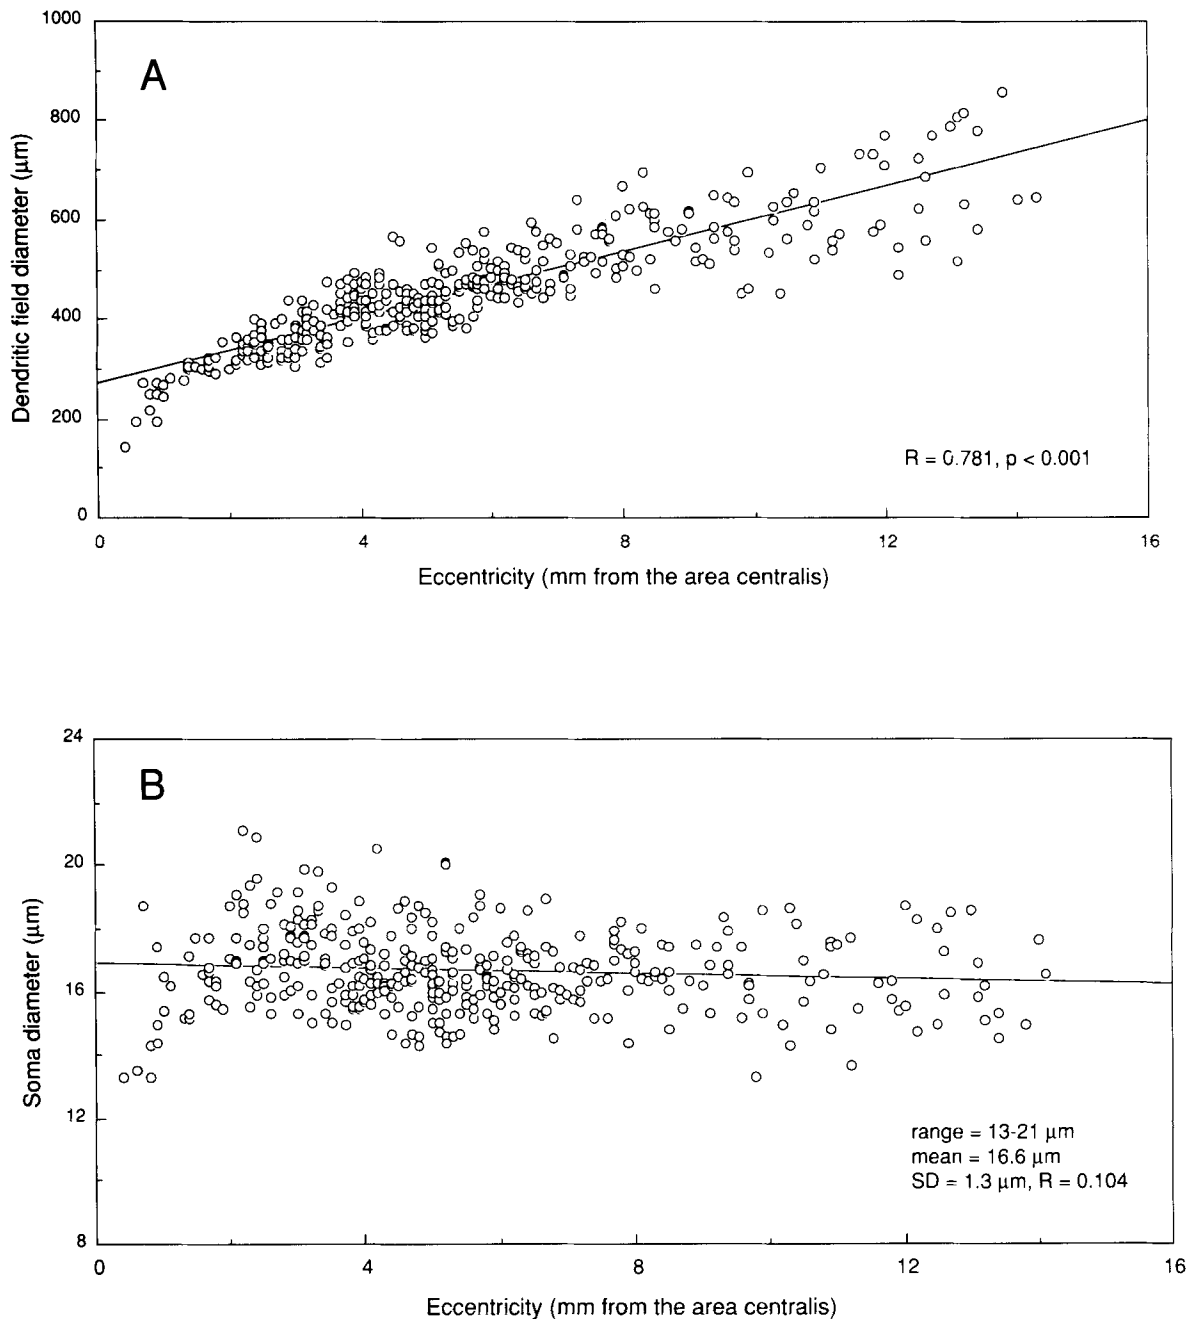 1000
A
800
600
400
200
0
Dendritic field diameter (μm)
R = 0.781, p < 0.001
0 4 8 12 16
Eccentricity (mm from the area centralis)
24
B
20
16
12
8
Soma diameter (μm)
range = 13-21 μm
mean = 16.6 μm
SD = 1.3 μm, R = 0.104
0 4 8 12 16
Eccentricity (mm from the area centralis)